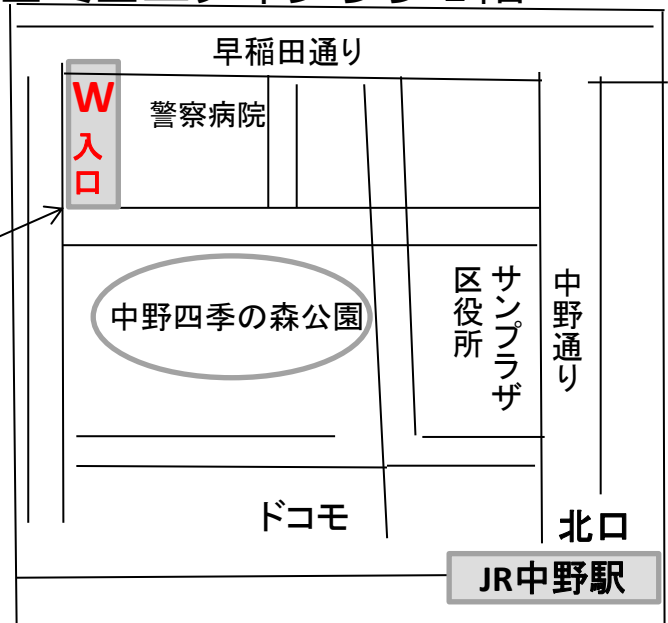 早稲田通り
W
入
口
警察病院
中野四季の森公園
サンプラザ
区役所
中野通り
ドコモ
北口
JR中野駅